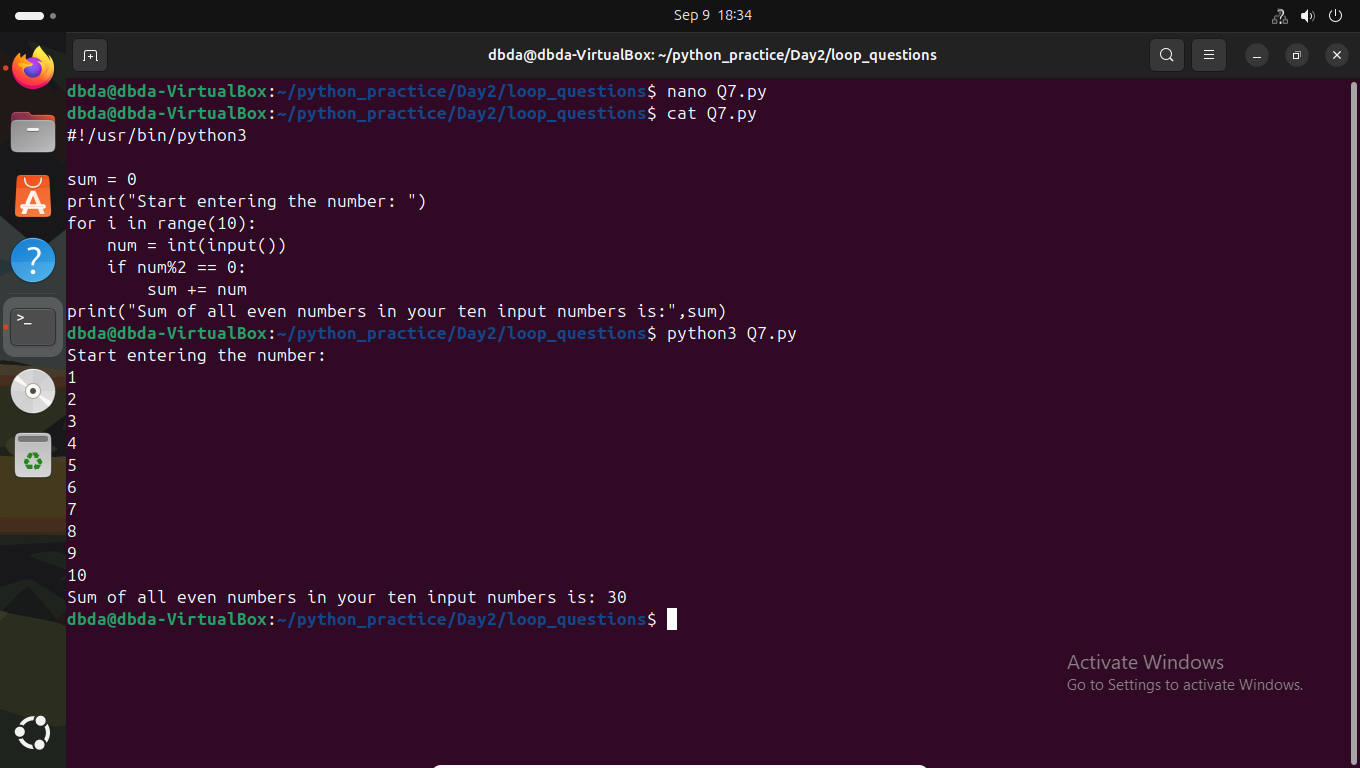 Sep 9 18:34
dbda@dbda-VirtualBox: ~/python_practice/Day2/loop_questions
dbda@dbda-VirtualBox:~/python_practice/Day2/loop_questions$ nano Q7.py
dbda@dbda-VirtualBox:~/python_practice/Day2/loop_questions$ cat Q7.py
#!/usr/bin/python3

sum = 0
print("Start entering the number: ")
for i in range(10):
    num = int(input())
    if num%2 == 0:
        sum += num
print("Sum of all even numbers in your ten input numbers is:",sum)
dbda@dbda-VirtualBox:~/python_practice/Day2/loop_questions$ python3 Q7.py
Start entering the number:
1
2
3
4
5
6
7
8
9
10
Sum of all even numbers in your ten input numbers is: 30
dbda@dbda-VirtualBox:~/python_practice/Day2/loop_questions$
Activate Windows
Go to Settings to activate Windows.